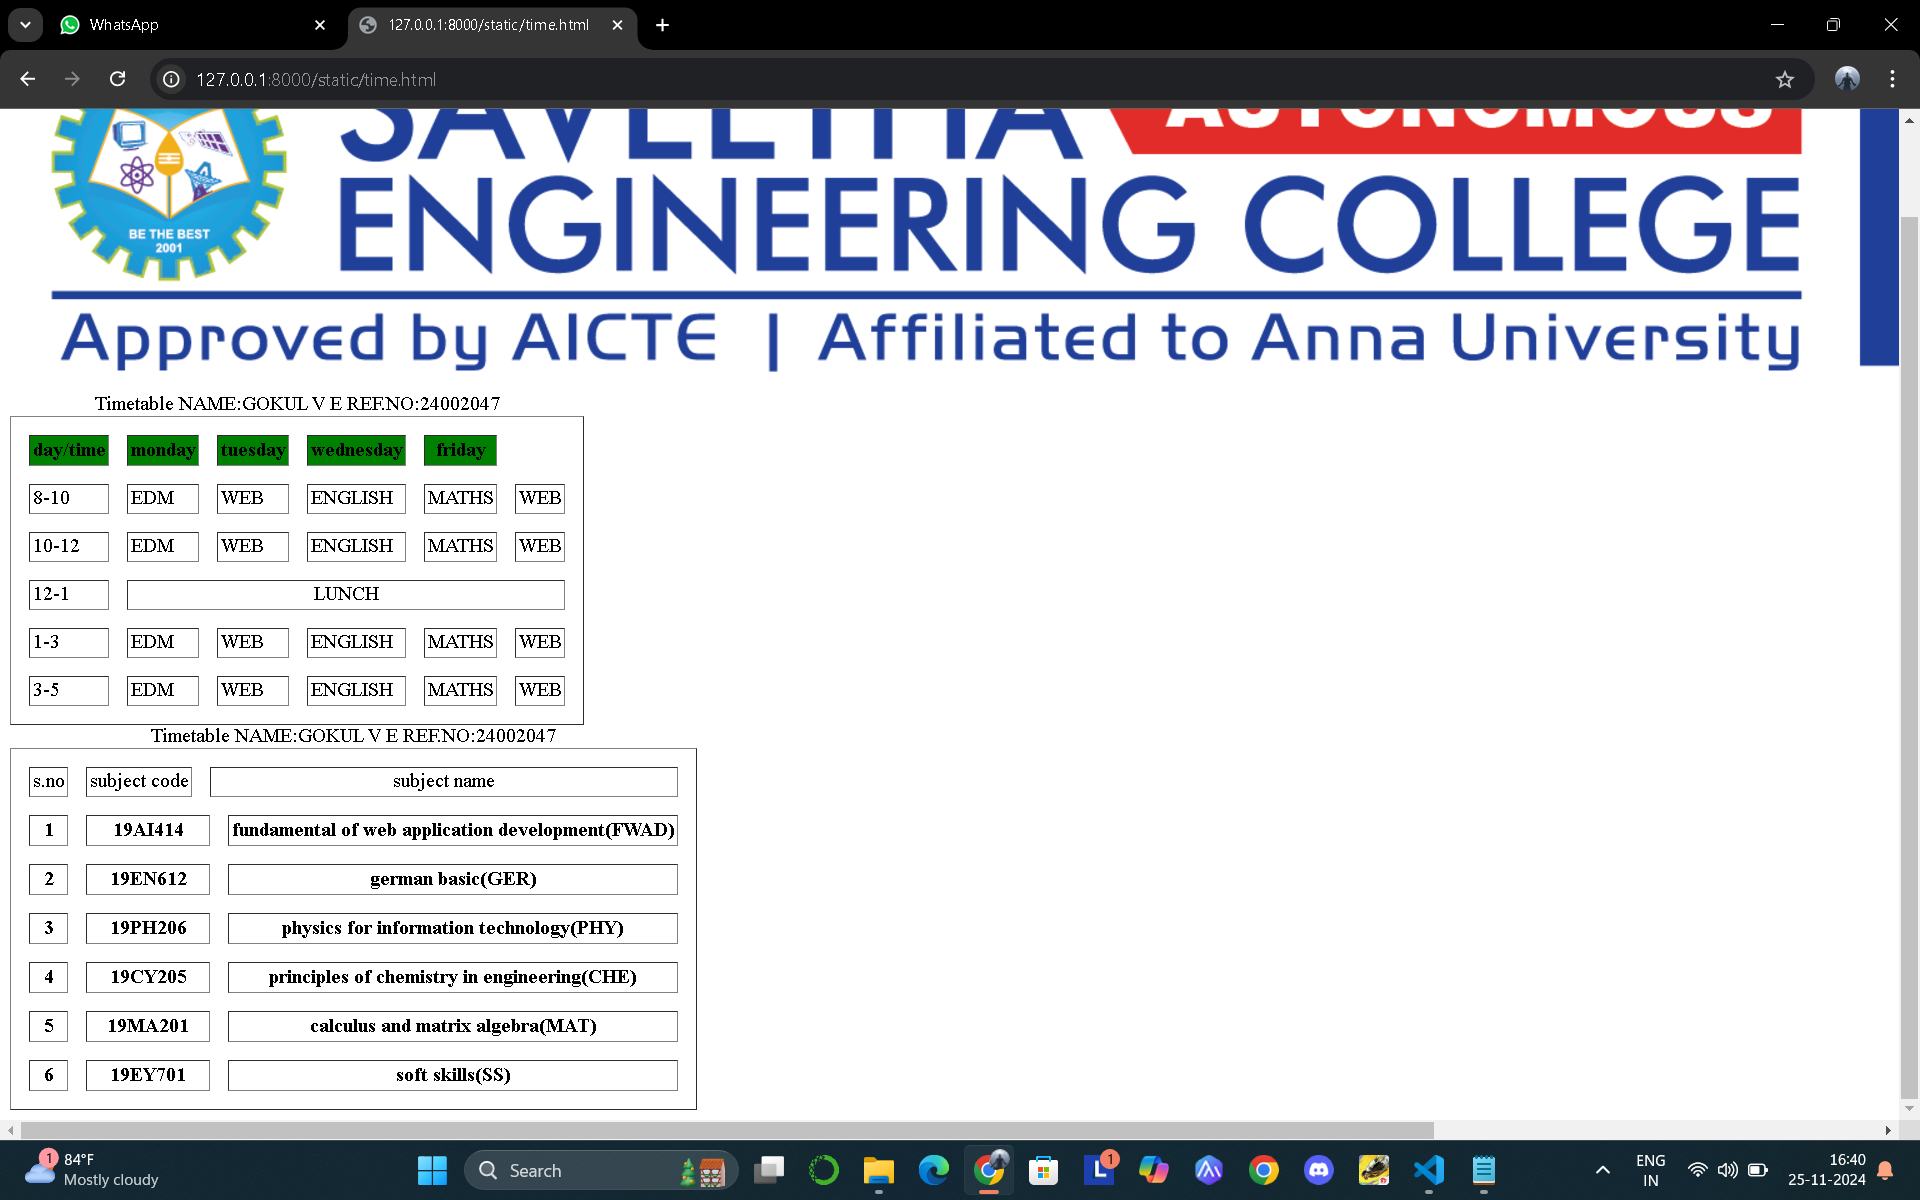 WhatsApp
127.0.0.1:8000/static/time.html
127.0.0.1:8000/static/time.html
SAVEETHA AUTONOMOUS
ENGINEERING COLLEGE
BE THE BEST
2001
Approved by AICTE | Affiliated to Anna University
Timetable NAME:GOKUL V E REF.NO:24002047
day/time monday tuesday wednesday friday
8-10 EDM WEB ENGLISH MATHS WEB
10-12 EDM WEB ENGLISH MATHS WEB
12-1 LUNCH
1-3 EDM WEB ENGLISH MATHS WEB
3-5 EDM WEB ENGLISH MATHS WEB
Timetable NAME:GOKUL V E REF.NO:24002047
s.no subject code subject name
1 19AI414 fundamental of web application development(FWAD)
2 19EN612 german basic(GER)
3 19PH206 physics for information technology(PHY)
4 19CY205 principles of chemistry in engineering(CHE)
5 19MA201 calculus and matrix algebra(MAT)
6 19EY701 soft skills(SS)
1 84°F
Mostly cloudy
Search
L 1
ENG
IN
16:40
25-11-2024